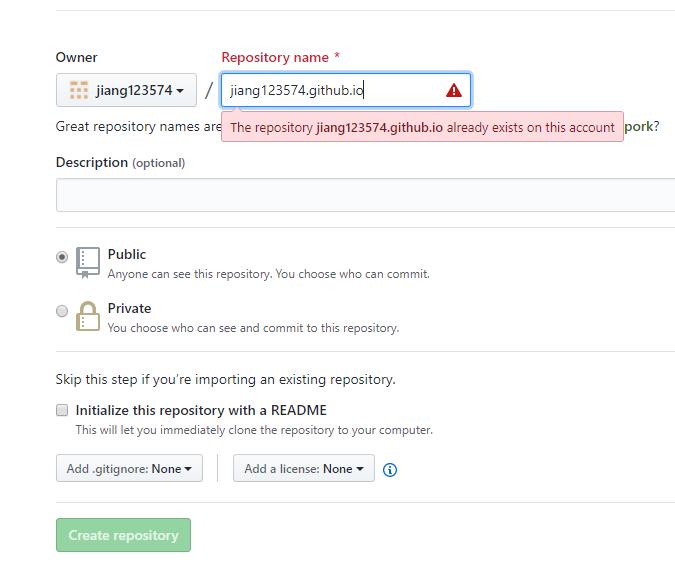 Owner
Repository name *
jiang123574
/
jiang123574.github.io
Great repository names are
The repository jiang123574.github.io already exists on this account
pork?
Description (optional)
Public
Anyone can see this repository. You choose who can commit.
Private
You choose who can see and commit to this repository.
Skip this step if you’re importing an existing repository.
Initialize this repository with a README
This will let you immediately clone the repository to your computer.
Add .gitignore: None
Add a license: None
Create repository